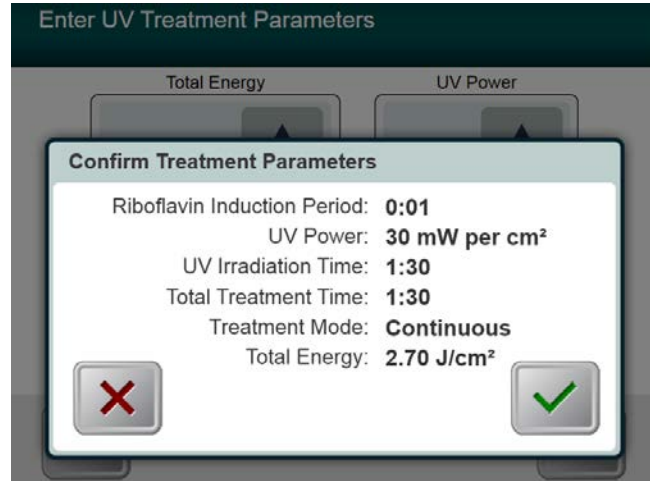 Enter UV Treatment Parameters
Total Energy UV Power
Confirm Treatment Parameters
Riboflavin Induction Period: 0:01
UV Power: 30 mW per cm²
UV Irradiation Time: 1:30
Total Treatment Time: 1:30
Treatment Mode: Continuous
Total Energy: 2.70 J/cm²